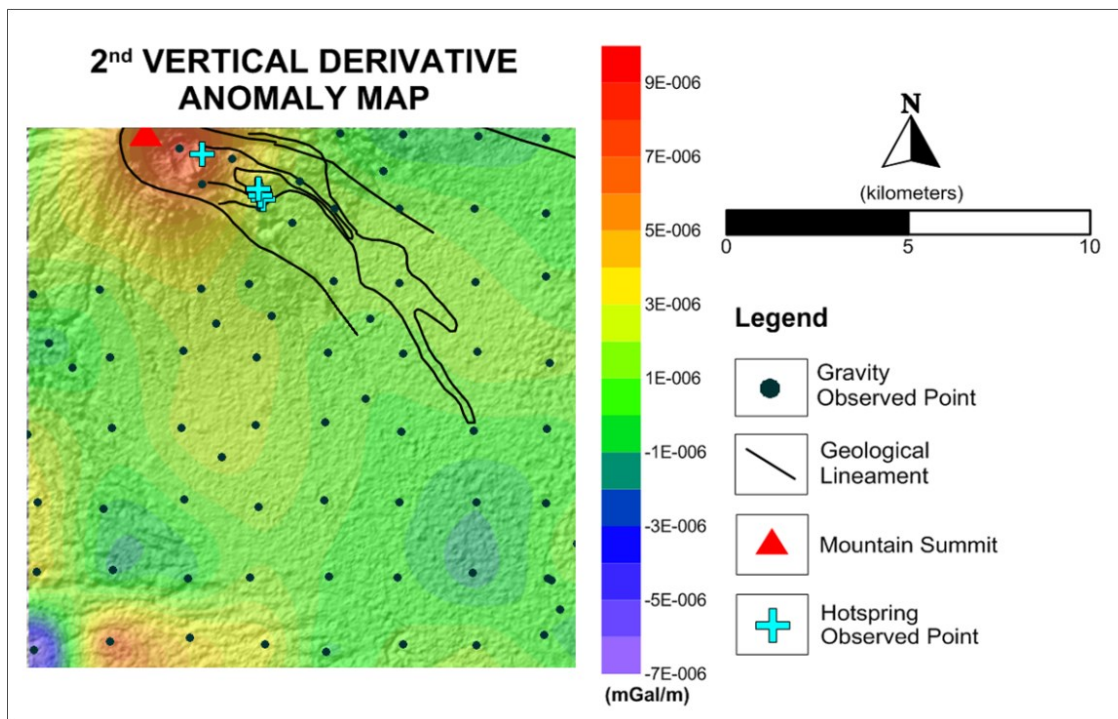 2nd VERTICAL DERIVATIVE
ANOMALY MAP
9E-006
7E-006
5E-006
3E-006
1E-006
-1E-006
-3E-006
-5E-006
-7E-006
(mGal/m)
N
(kilometers)
0 5 10
Legend
Gravity
Observed Point
Geological
Lineament
Mountain Summit
Hotspring
Observed Point